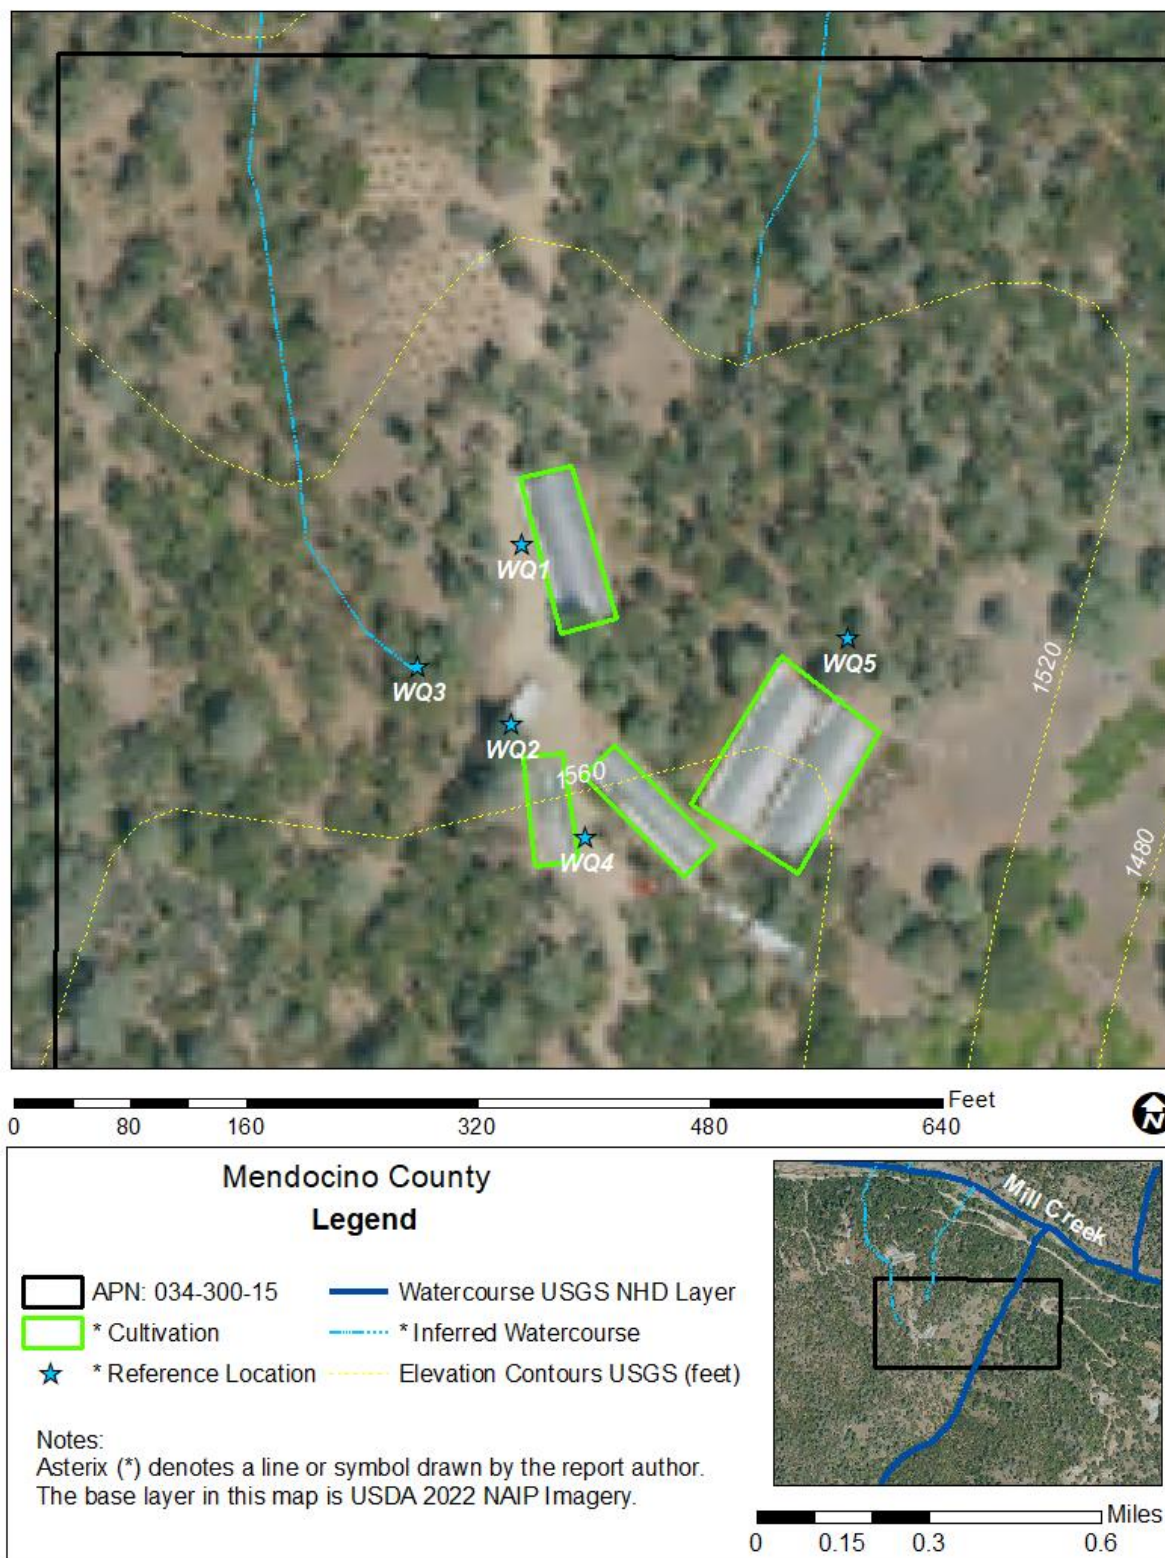 WQ1
WQ5
WQ3
WQ2
1520
1560
WQ4
1480
Feet
0 80 160 320 480 640
N
Mendocino County
Legend
APN: 034-300-15
Watercourse USGS NHD Layer
* Cultivation
* Inferred Watercourse
* Reference Location
Elevation Contours USGS (feet)
Notes:
Asterix (*) denotes a line or symbol drawn by the report author.
The base layer in this map is USDA 2022 NAIP Imagery.
Mill Creek
Miles
0 0.15 0.3 0.6